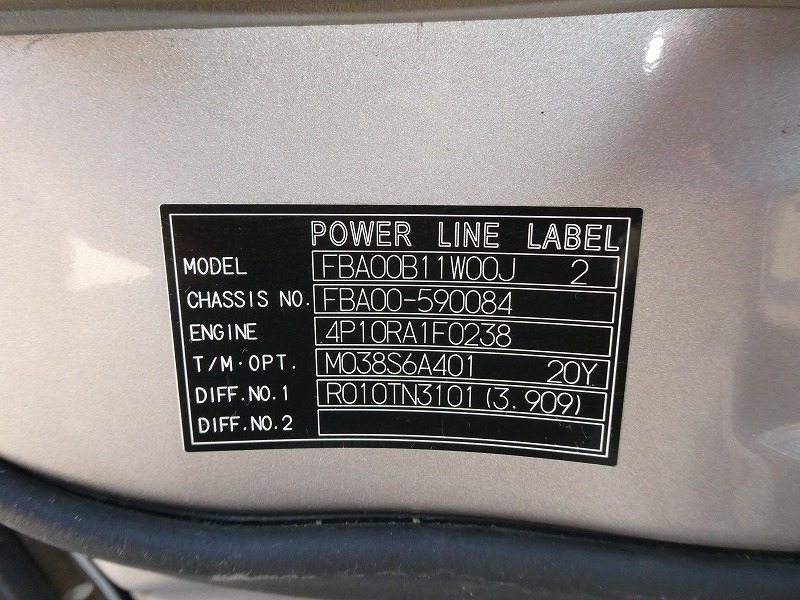 POWER LINE LABEL
MODEL FBA00B11W00J 2
CHASSIS NO. FBA00-590084
ENGINE 4P10RA1F0238
T/M·OPT. M038S6A401 20Y
DIFF.NO.1 R010TN3101(3.909)
DIFF.NO.2